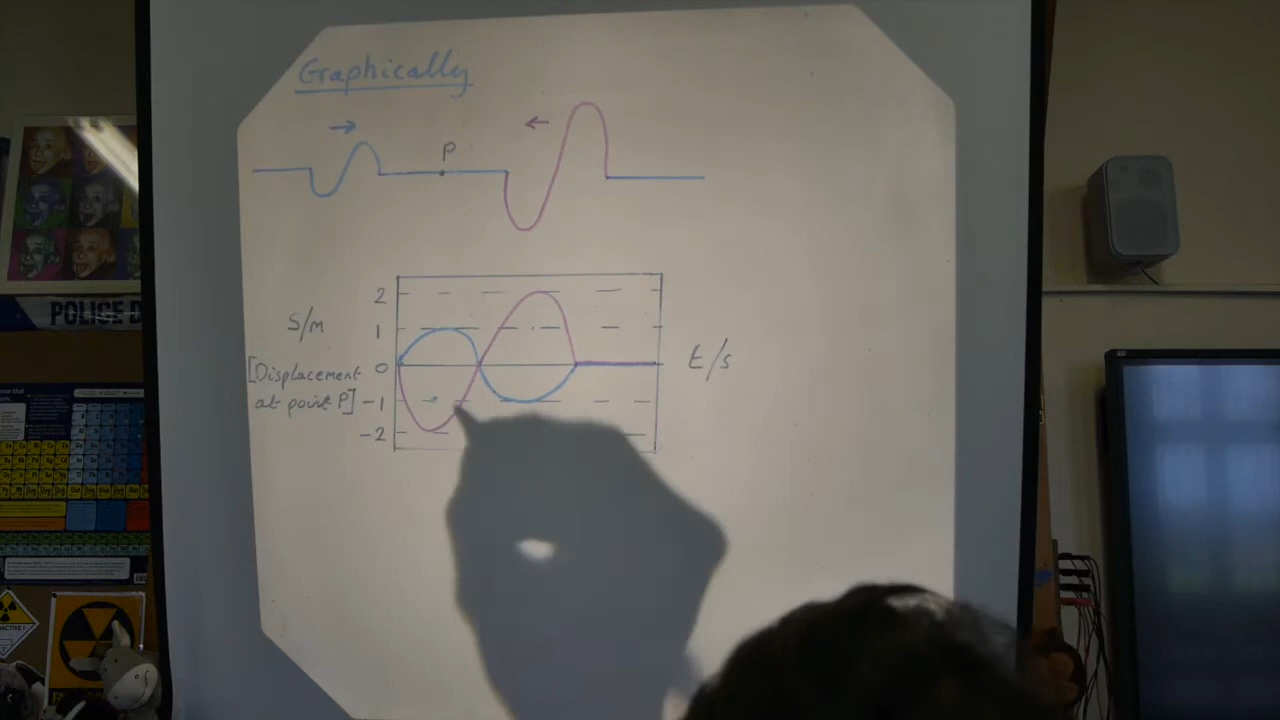 Graphically
P
2
S/m
1
0
t/s
[Displacement
at point P]
-1
-2
POLICE D